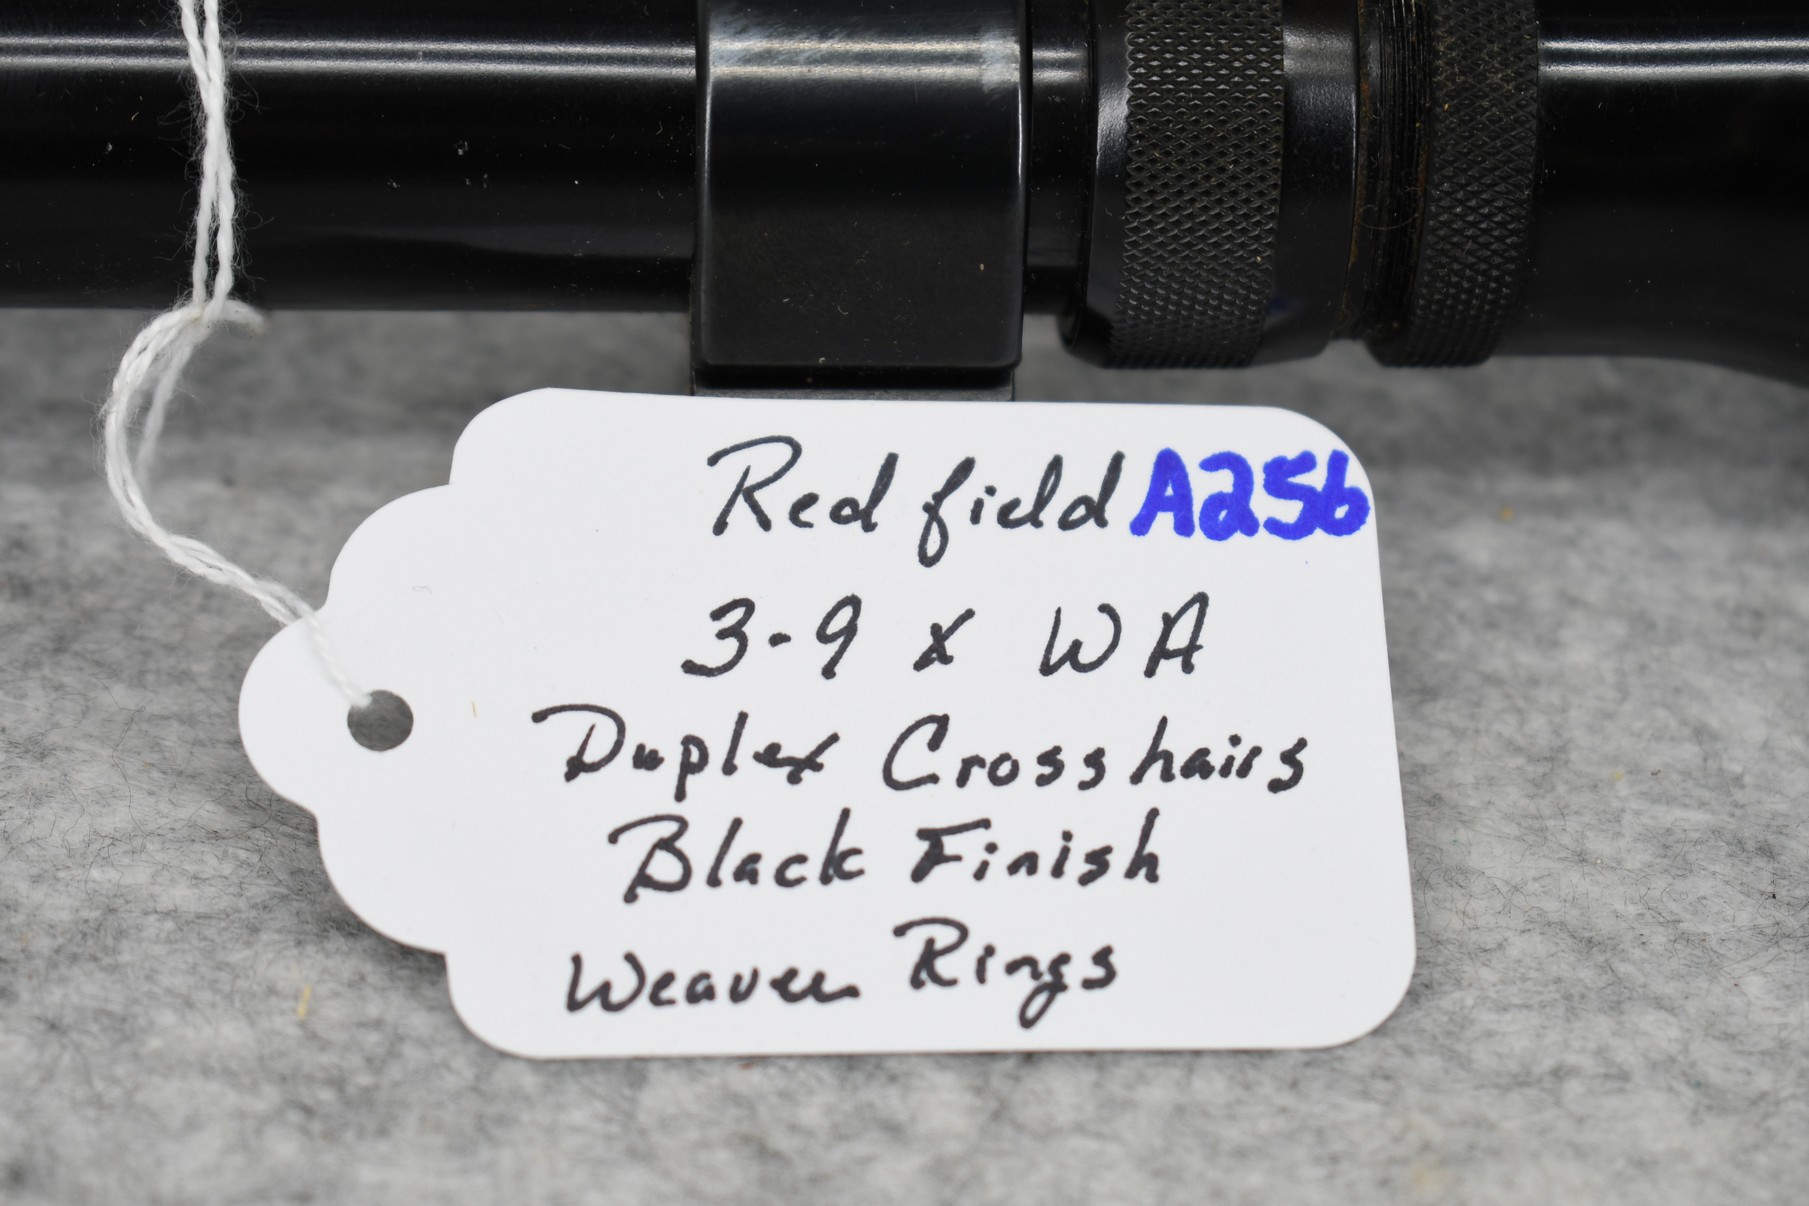 Redfield A256
3-9 x WA
Duplex Crosshairs
Black Finish
Weaver Rings